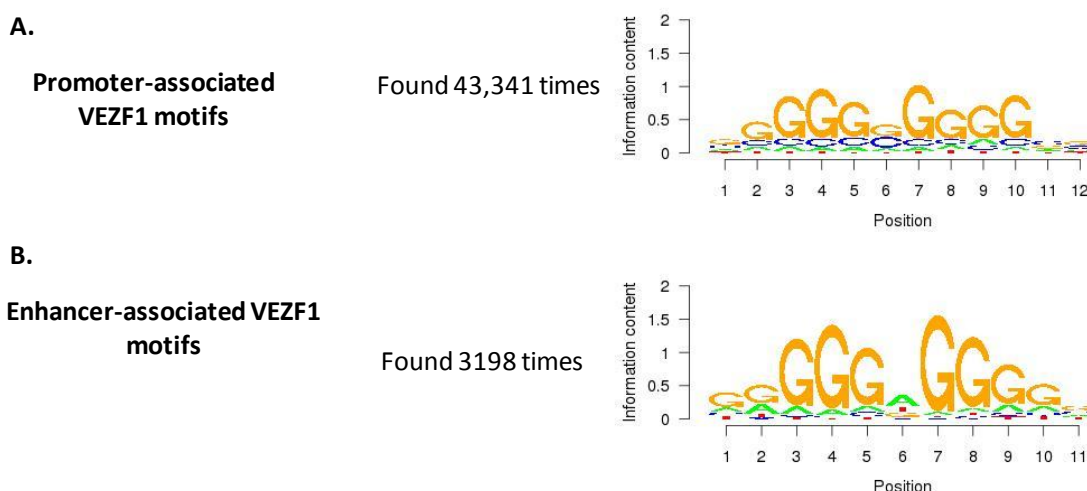 A.
Promoter-associated
VEZF1 motifs
Found 43,341 times
Information content
2
1.5
1
0.5
0
G G G G G G G G G
1 2 3 4 5 6 7 8 9 10 11 12
Position
B.
Enhancer-associated VEZF1
motifs
Found 3198 times
Information content
2
1.5
1
0.5
0
G G G G G A G G G G
1 2 3 4 5 6 7 8 9 10 11
Position